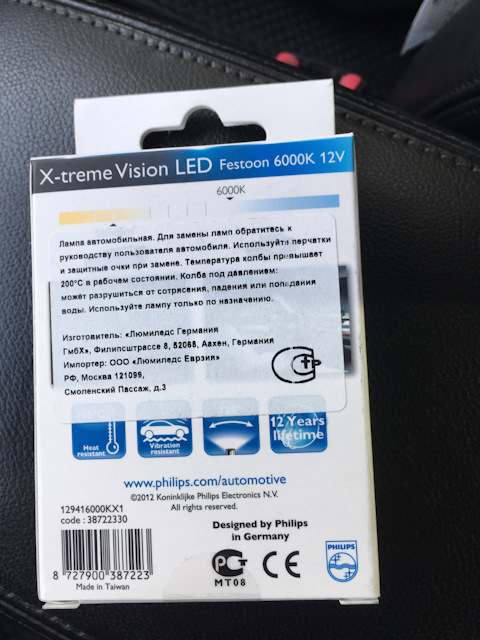 X-treme Vision LED Festoon 6000K 12V
6000K
Лампа автомобильная. Для замены ламп обратитесь к
руководству пользователя автомобиля. Используйте перчатки
и защитные очки при замене. Температура колбы превышает
200°C в рабочем состоянии. Колба под давлением:
может разрушиться от сотрясения, падения или попадания
воды. Используйте лампу только по назначению.
Изготовитель: «Люмиледс Германия
ГмбХ», Филипсштрассе 8, 52068, Аахен, Германия
Импортер: ООО «Люмиледс Евразия»
РФ, Москва 121099,
Смоленский Пассаж, д.3
Heat
resistant
Vibration
resistant
12 Years
lifetime
www.philips.com/automotive
©2012 Koninklijke Philips Electronics N.V.
All rights reserved.
129416000KX1
code : 38722330
Designed by Philips
in Germany
8 727900 387223
Made in Taiwan
PCT
MT08
CE
PHILIPS